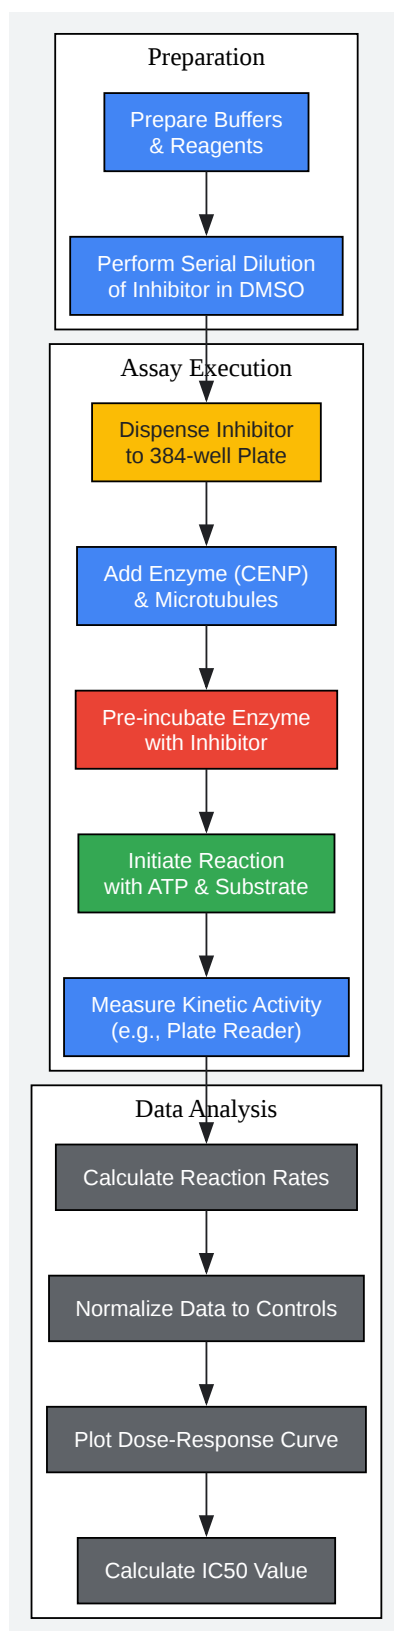 Preparation
Prepare Buffers
& Reagents
Perform Serial Dilution
of Inhibitor in DMSO
Assay Execution
Dispense Inhibitor
to 384-well Plate
Add Enzyme (CENP)
& Microtubules
Pre-incubate Enzyme
with Inhibitor
Initiate Reaction
with ATP & Substrate
Measure Kinetic Activity
(e.g., Plate Reader)
Data Analysis
Calculate Reaction Rates
Normalize Data to Controls
Plot Dose-Response Curve
Calculate IC50 Value